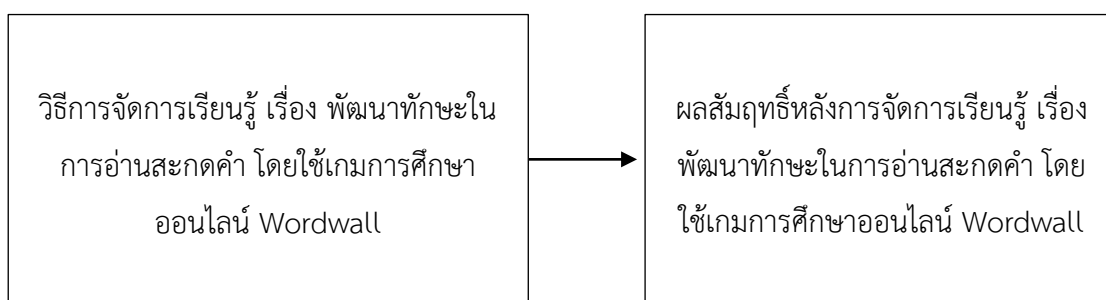 วิธีการจัดการเรียนรู้ เรื่อง พัฒนาทักษะใน
การอ่านสะกดคำ โดยใช้เกมการศึกษา
ออนไลน์ Wordwall
ผลสัมฤทธิ์หลังการจัดการเรียนรู้ เรื่อง
พัฒนาทักษะในการอ่านสะกดคำ โดย
ใช้เกมการศึกษาออนไลน์ Wordwall